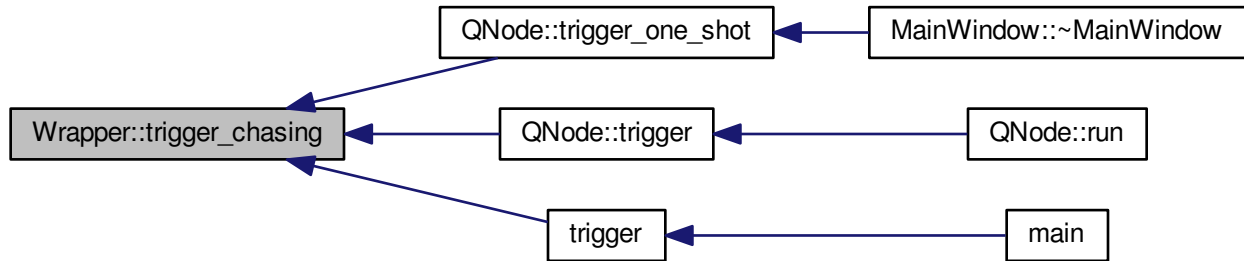 QNode::trigger_one_shot
MainWindow::~MainWindow
Wrapper::trigger_chasing
QNode::trigger
QNode::run
trigger
main